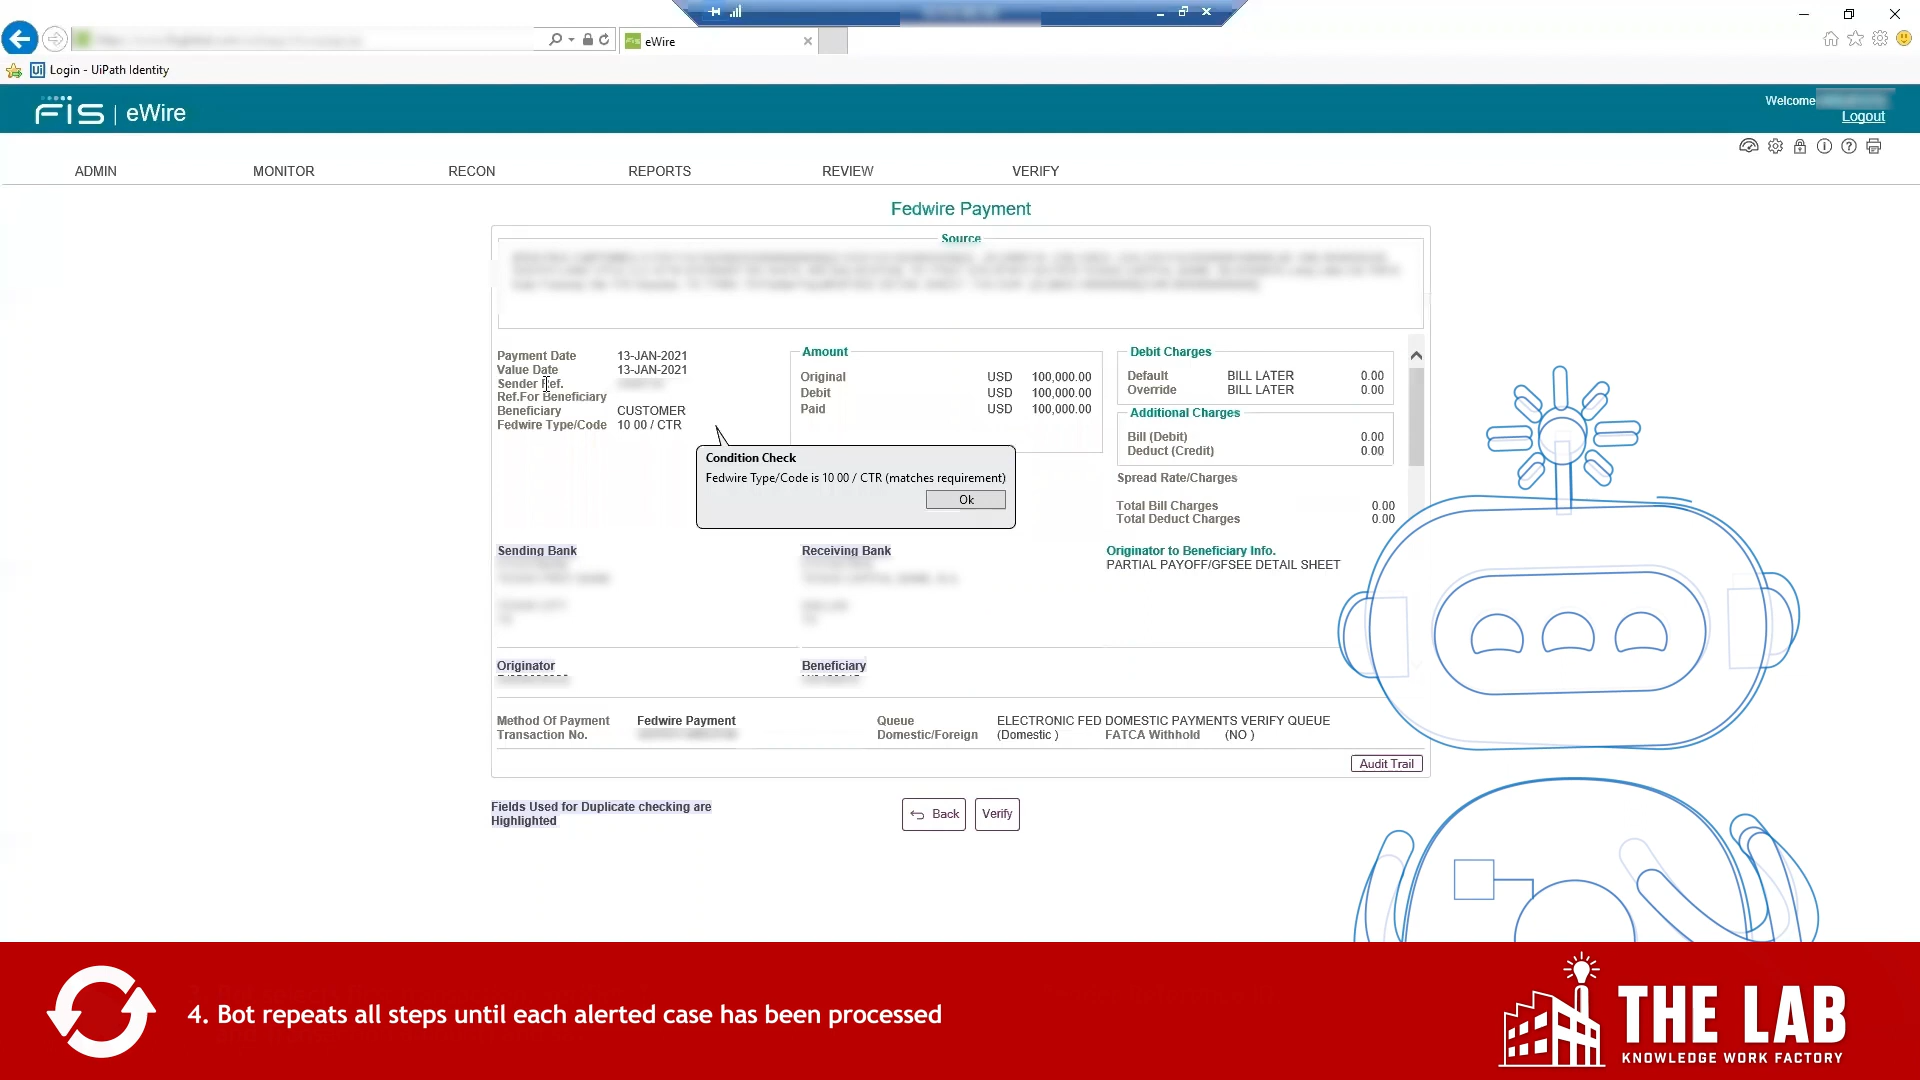 eWire
Login - UiPath Identity
FIS | eWire
Welcome
Logout
ADMIN MONITOR RECON REPORTS REVIEW VERIFY
Fedwire Payment
Source
Payment Date 13-JAN-2021
Value Date 13-JAN-2021
Sender Ref.
Ref.For Beneficiary
Beneficiary CUSTOMER
Fedwire Type/Code 10 00 / CTR
Amount
Original USD 100,000.00
Debit USD 100,000.00
Paid USD 100,000.00
Debit Charges
Default BILL LATER 0.00
Override BILL LATER 0.00
Additional Charges
Bill (Debit) 0.00
Deduct (Credit) 0.00
Spread Rate/Charges
Total Bill Charges 0.00
Total Deduct Charges 0.00
Condition Check
Fedwire Type/Code is 10 00 / CTR (matches requirement)
Ok
Sending Bank
Receiving Bank
Originator to Beneficiary Info.
PARTIAL PAYOFF/GFSEE DETAIL SHEET
Originator
Beneficiary
Method Of Payment Fedwire Payment Queue ELECTRONIC FED DOMESTIC PAYMENTS VERIFY QUEUE
Transaction No. Domestic/Foreign (Domestic ) FATCA Withhold (NO )
Audit Trail
Fields Used for Duplicate checking are
Highlighted
Back
Verify
4. Bot repeats all steps until each alerted case has been processed
THE LAB
KNOWLEDGE WORK FACTORY